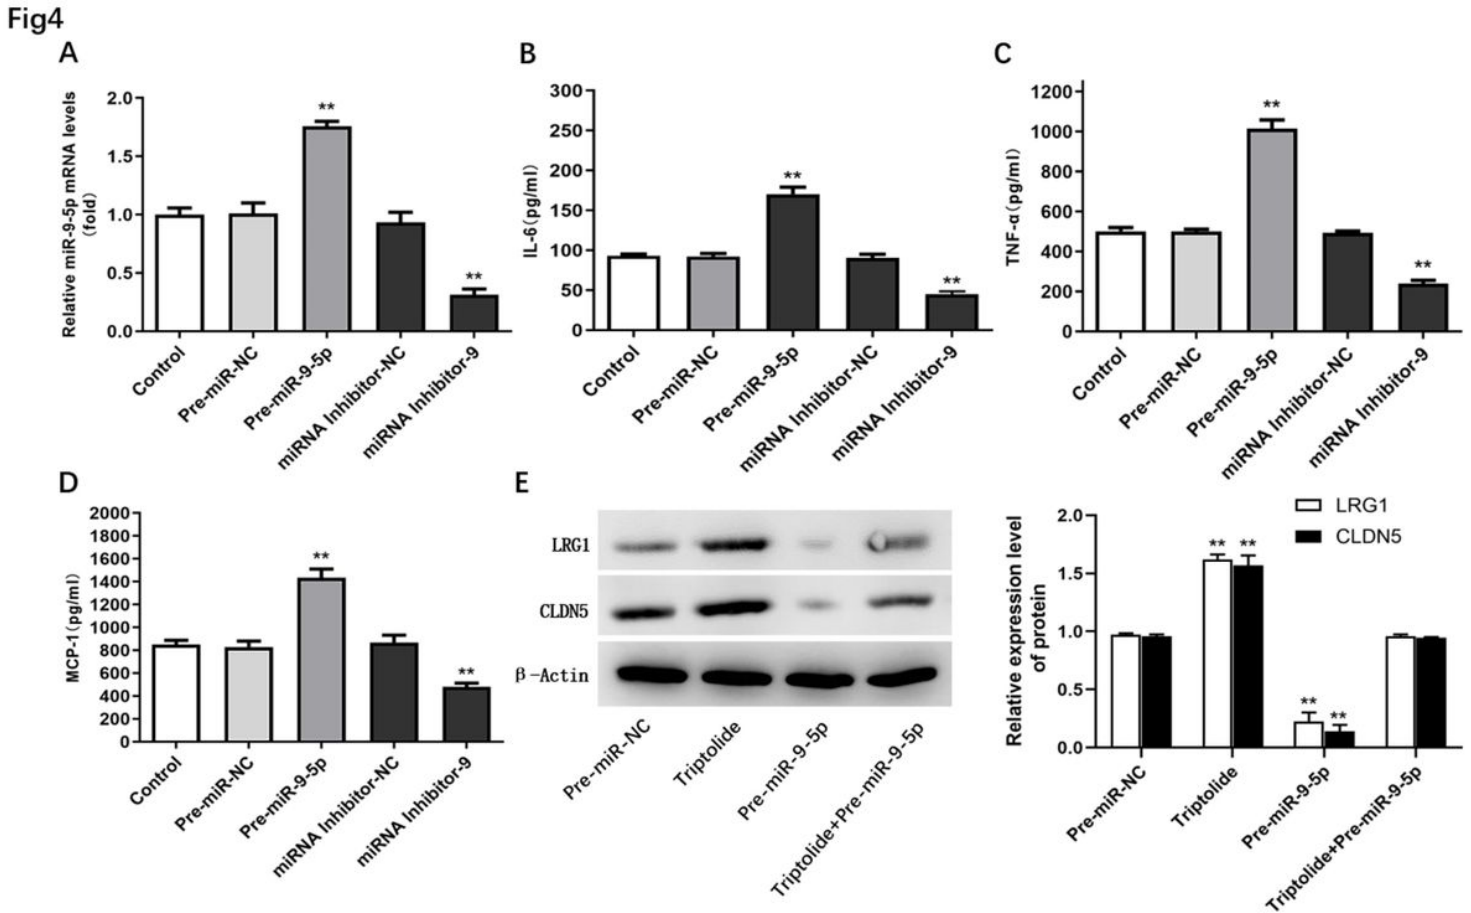 Fig4
A
Relative miR-9-5p mRNA levels
(fold)
2.0
1.5
1.0
0.5
0.0
**
**
Control
Pre-miR-NC
Pre-miR-9-5p
miRNA Inhibitor-NC
miRNA Inhibitor-9
B
IL-6(pg/ml)
300
250
200
150
100
50
0
**
**
Control
Pre-miR-NC
Pre-miR-9-5p
miRNA Inhibitor-NC
miRNA Inhibitor-9
C
TNF-α(pg/ml)
1200
1000
800
600
400
200
0
**
**
Control
Pre-miR-NC
Pre-miR-9-5p
miRNA Inhibitor-NC
miRNA Inhibitor-9
D
MCP-1(pg/ml)
2000
1800
1600
1400
1200
1000
800
600
400
200
0
**
**
Control
Pre-miR-NC
Pre-miR-9-5p
miRNA Inhibitor-NC
miRNA Inhibitor-9
E
LRG1
CLDN5
β-Actin
Pre-miR-NC
Triptolide
Pre-miR-9-5p
Triptolide+Pre-miR-9-5p
Relative expression level
of protein
2.0
1.5
1.0
0.5
0.0
LRG1
CLDN5
** **
** **
Pre-miR-NC
Triptolide
Pre-miR-9-5p
Triptolide+Pre-miR-9-5p